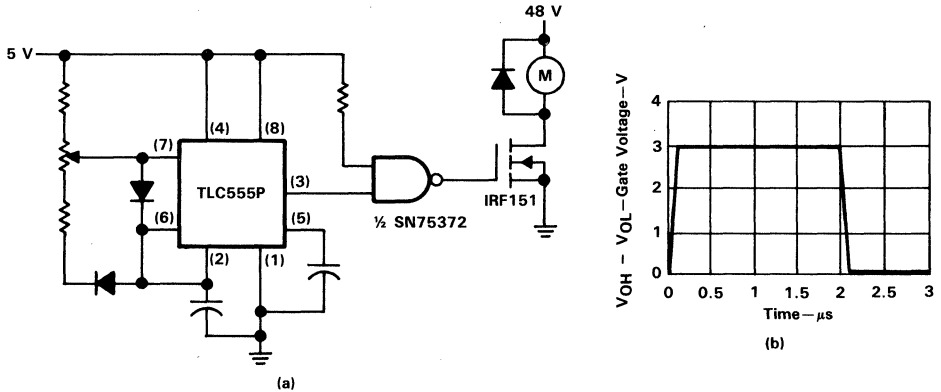 48 V
5 V
M
(4)
(8)
(7)
TLC555P
(3)
(6)
(5)
(2)
(1)
½ SN75372
IRF151
(a)
VOH – VOL – Gate Voltage – V
4
3
2
1
0
0 0.5 1 1.5 2 2.5 3
Time – μs
(b)